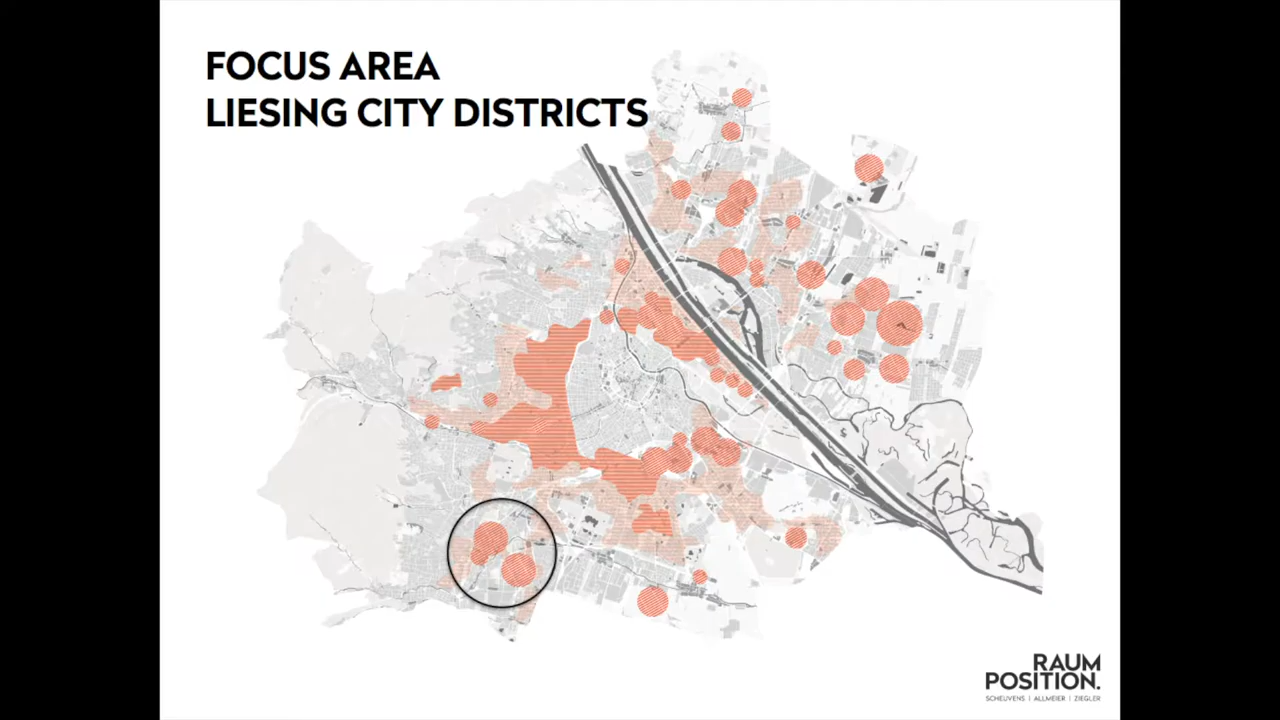 FOCUS AREA
LIESING CITY DISTRICTS
RAUM
POSITION.
SCHEUVENS | ALLMEIER | ZIEGLER